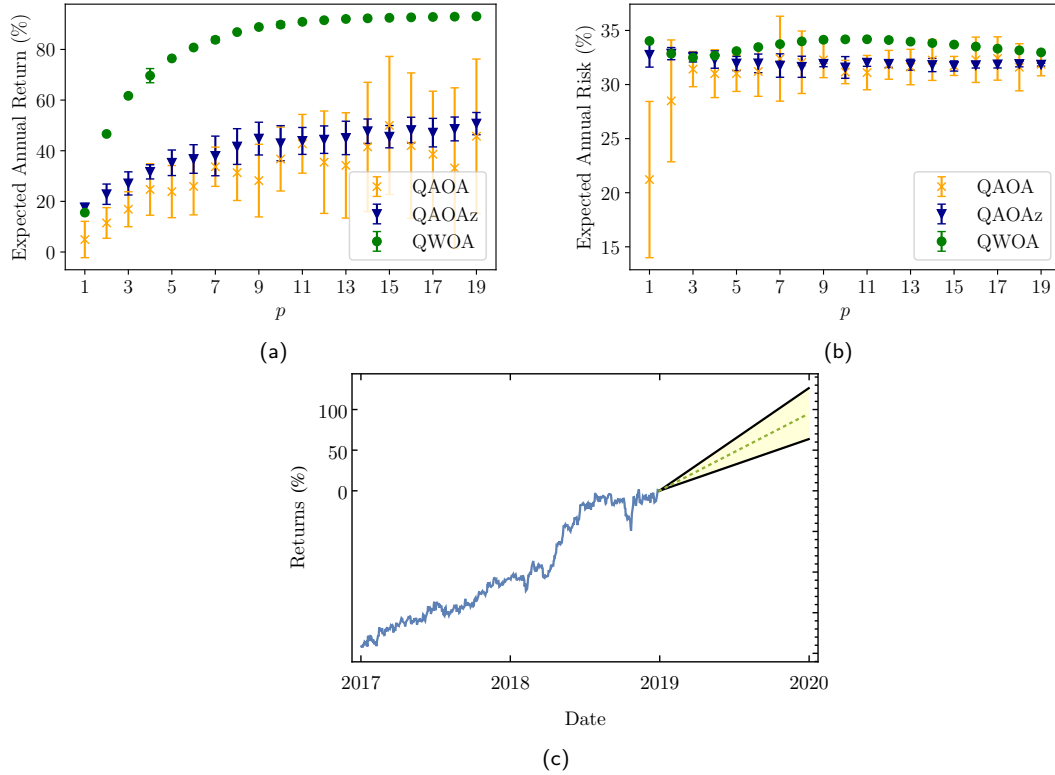 Expected Annual Return (%)
80
60
40
20
0
1 3 5 7 9 11 13 15 17 19
p
QAOA
QAOAz
QWOA
(a)
Expected Annual Risk (%)
35
30
25
20
15
1 3 5 7 9 11 13 15 17 19
p
QAOA
QAOAz
QWOA
(b)
Returns (%)
100
50
0
2017 2018 2019 2020
Date
(c)